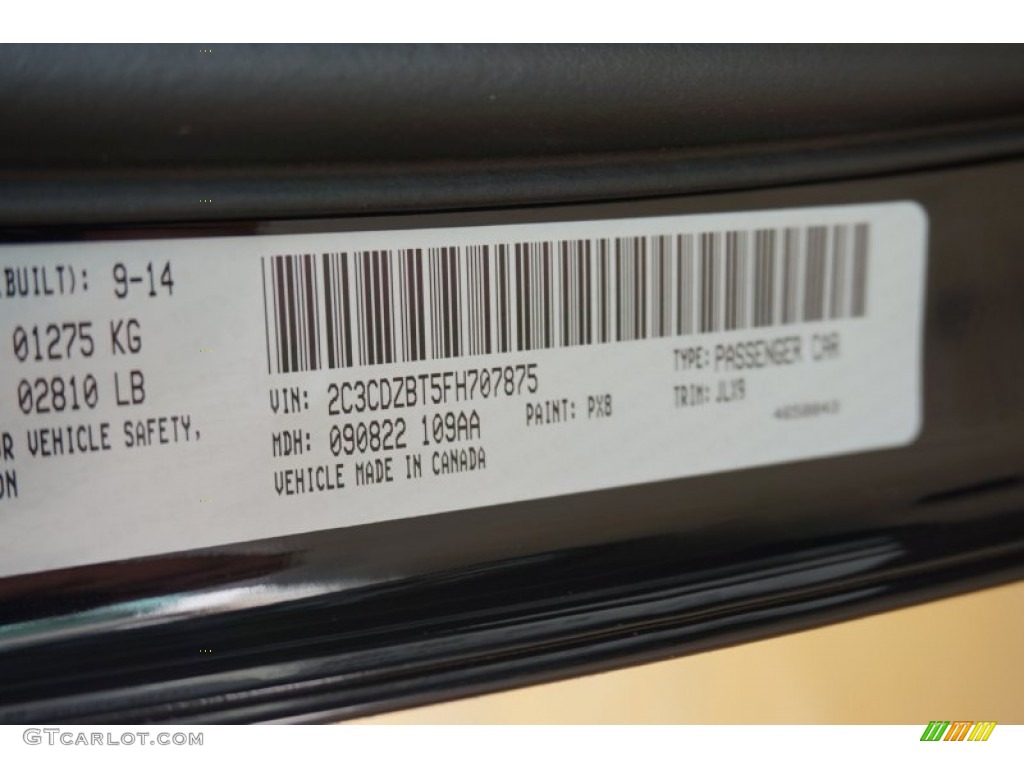 (BUILT): 9-14
01275 KG
02810 LB
OR VEHICLE SAFETY,
ON
VIN: 2C3CDZBT5FH707875
MDH: 090822 109AA
VEHICLE MADE IN CANADA
PAINT: PX8
TYPE: PASSENGER CAR
TRIM: JLX9
GTCarLot.com